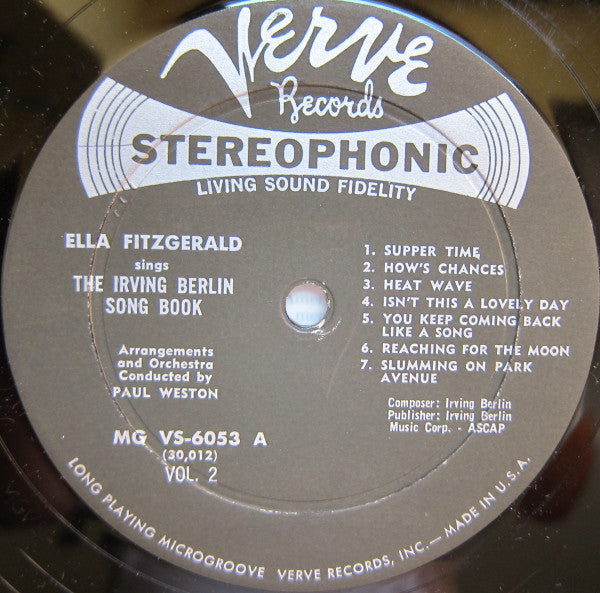 Verve
Records
STEREOPHONIC
LIVING SOUND FIDELITY
ELLA FITZGERALD
sings
THE IRVING BERLIN
SONG BOOK
Arrangements
and Orchestra
Conducted by
PAUL WESTON
MG VS-6053 A
(30,012)
VOL. 2
1. SUPPER TIME
2. HOW'S CHANCES
3. HEAT WAVE
4. ISN'T THIS A LOVELY DAY
5. YOU KEEP COMING BACK
LIKE A SONG
6. REACHING FOR THE MOON
7. SLUMMING ON PARK
AVENUE
Composer: Irving Berlin
Publisher: Irving Berlin
Music Corp. - ASCAP
LONG PLAYING MICROGROOVE VERVE RECORDS, INC.—MADE IN U.S.A.